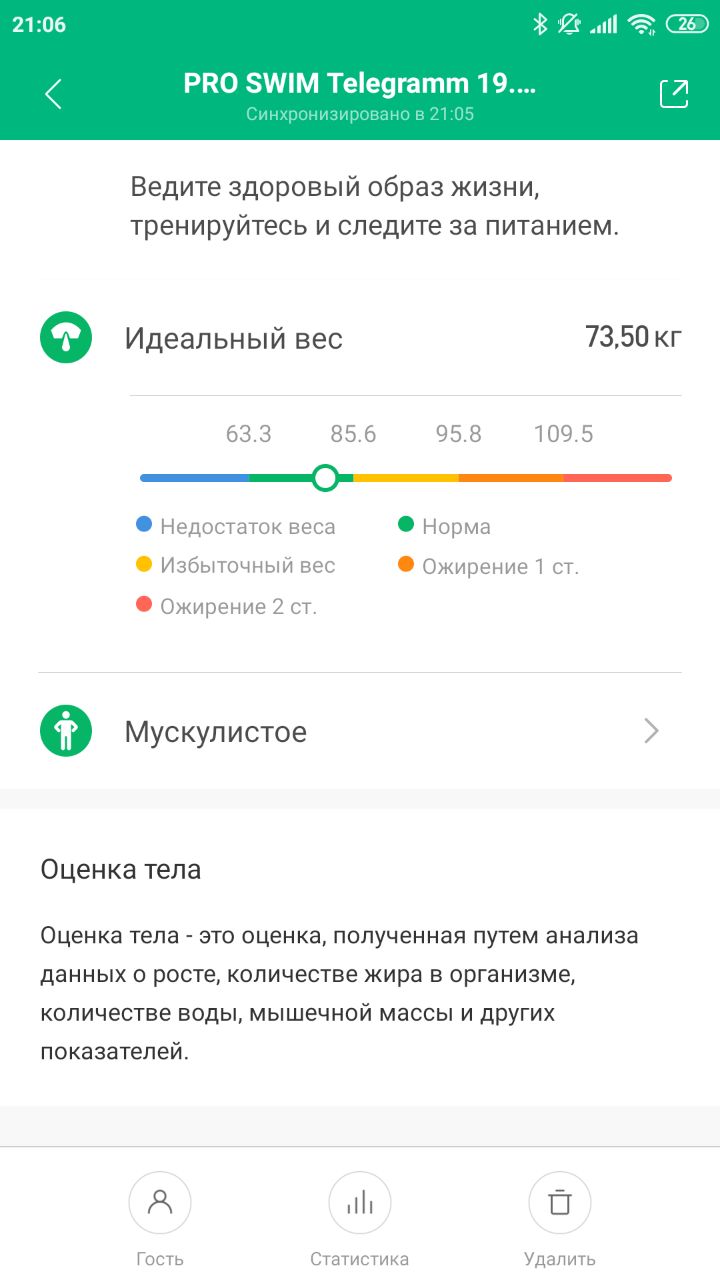 21:06
26
PRO SWIM Telegramm 19....
Синхронизировано в 21:05
Ведите здоровый образ жизни,
тренируйтесь и следите за питанием.
Идеальный вес
73,50 кг
63.3 85.6 95.8 109.5
Недостаток веса
Норма
Избыточный вес
Ожирение 1 ст.
Ожирение 2 ст.
Мускулистое
Оценка тела
Оценка тела - это оценка, полученная путем анализа
данных о росте, количестве жира в организме,
количестве воды, мышечной массы и других
показателей.
Гость
Статистика
Удалить